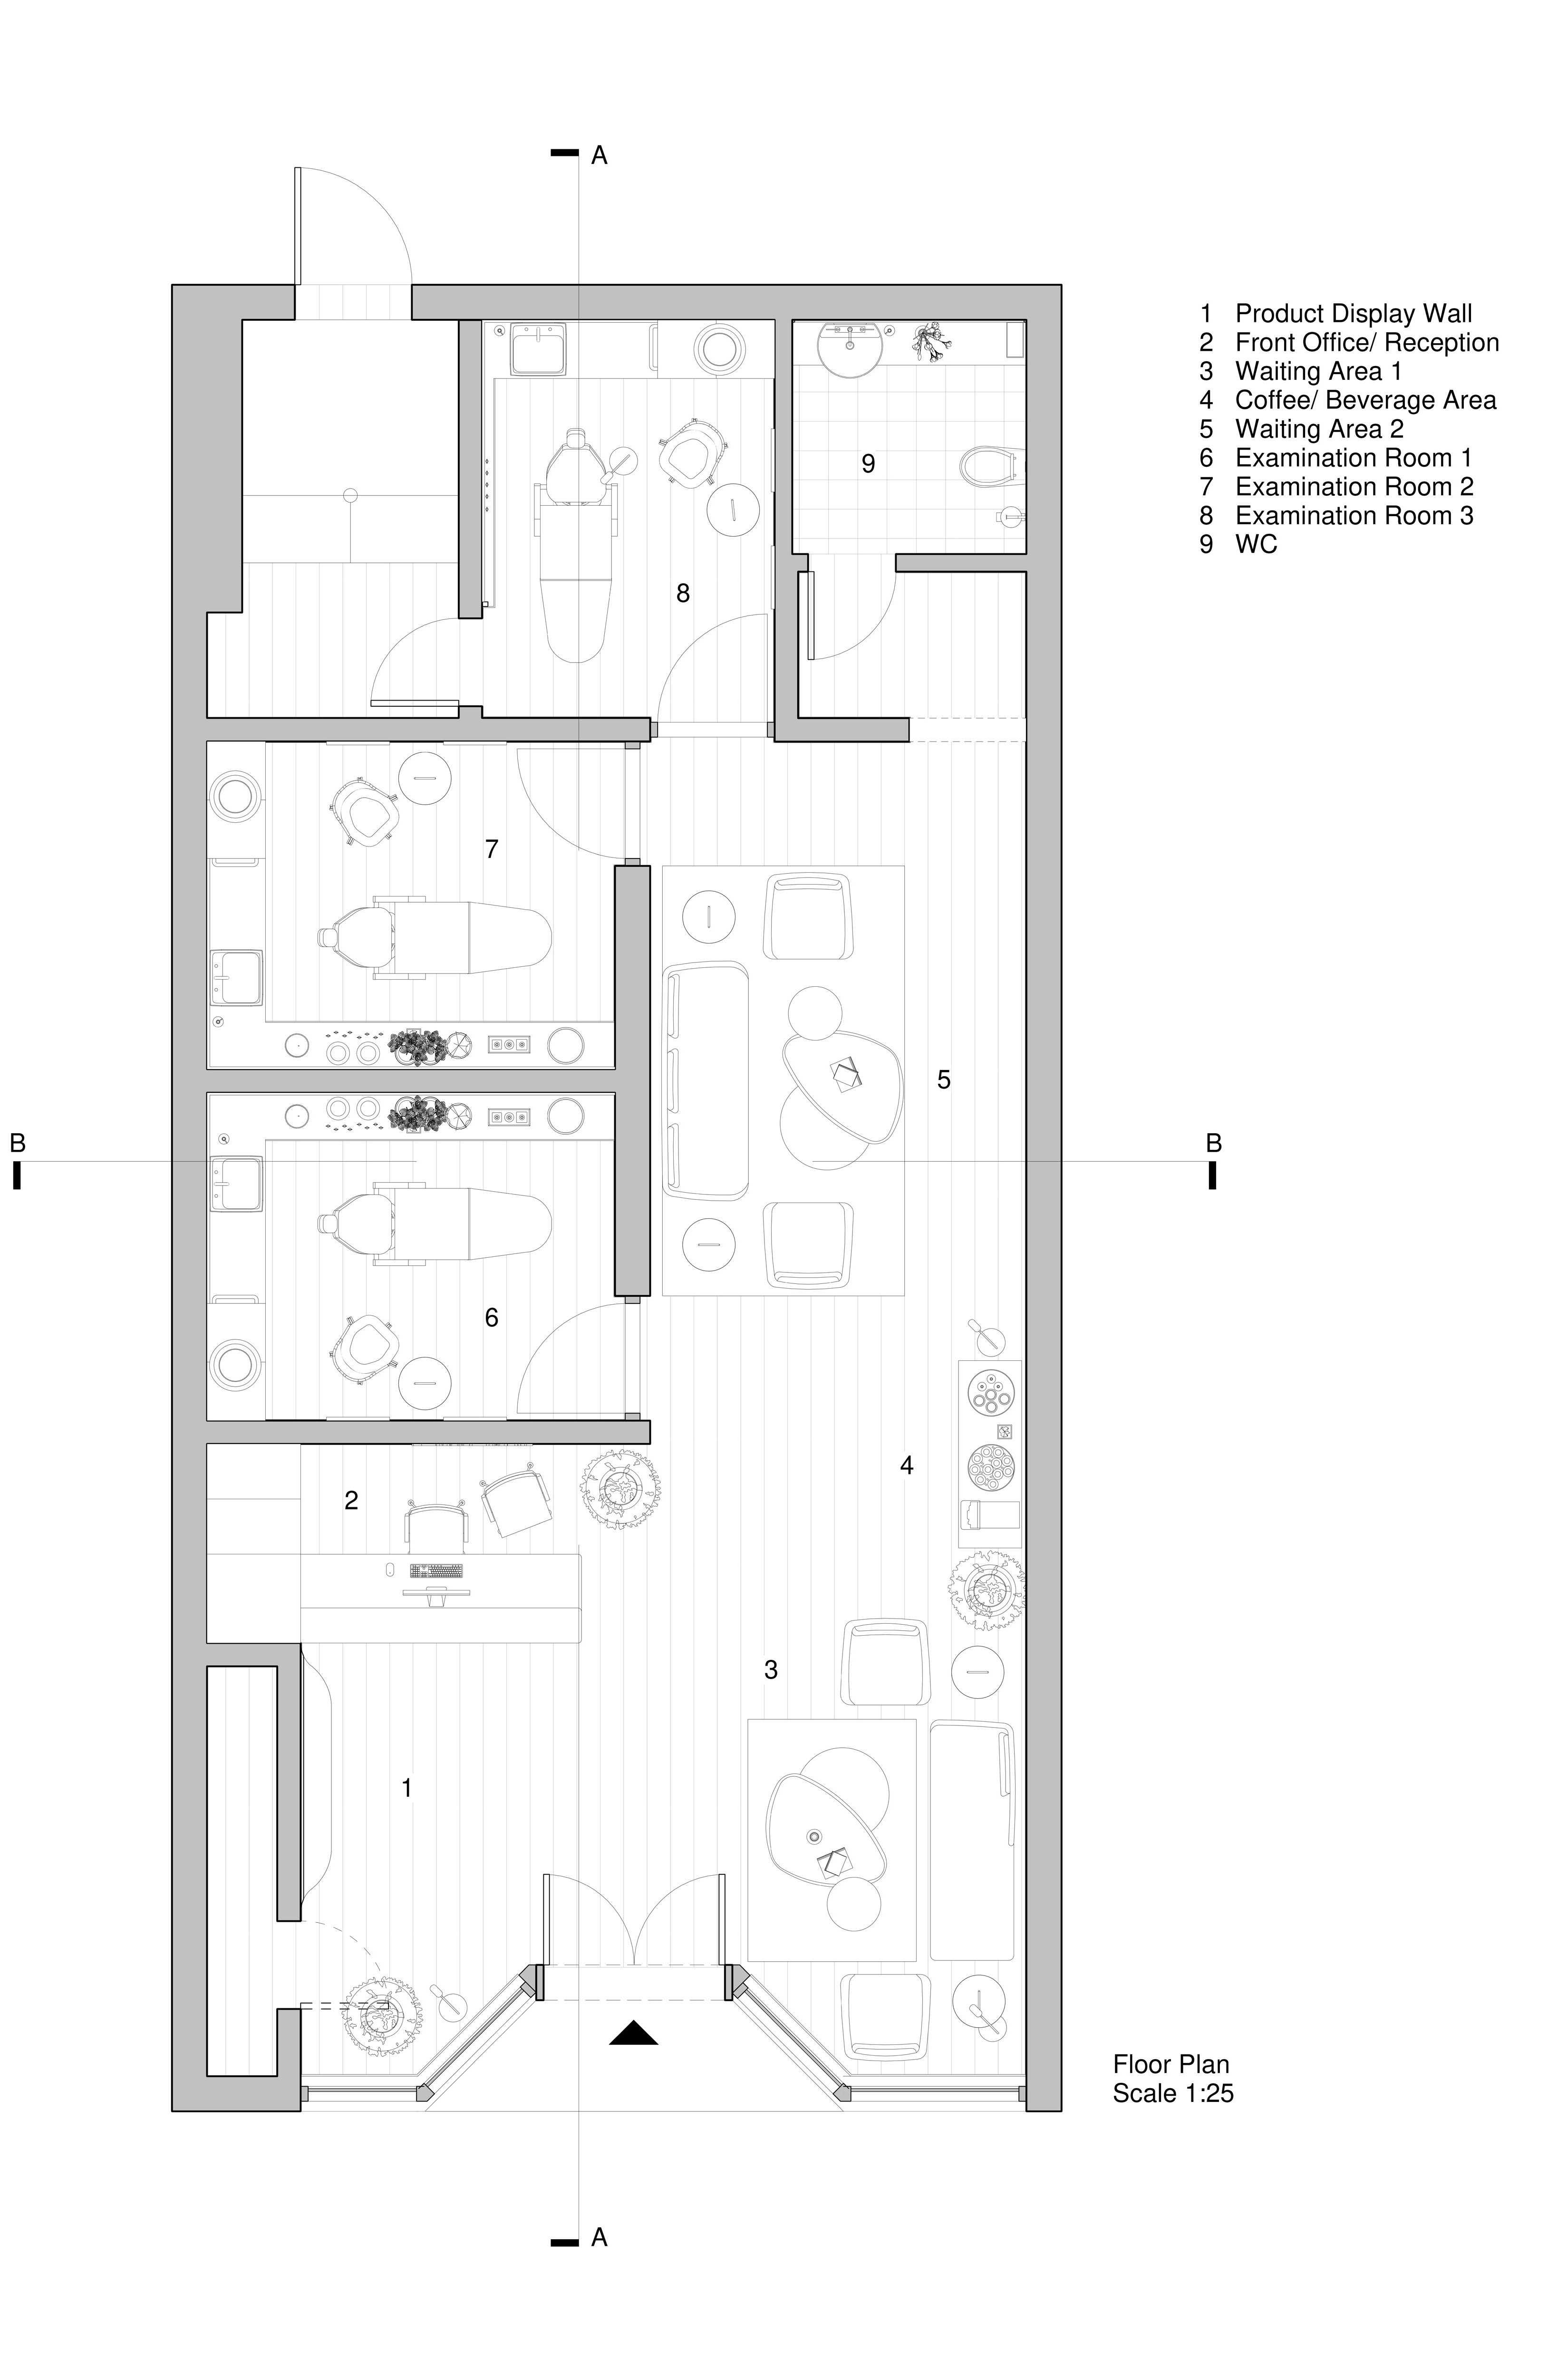 A
1 Product Display Wall
2 Front Office/ Reception
3 Waiting Area 1
4 Coffee/ Beverage Area
5 Waiting Area 2
6 Examination Room 1
7 Examination Room 2
8 Examination Room 3
9 WC
9
8
7
5
B
B
6
4
2
3
1
Floor Plan
Scale 1:25
A